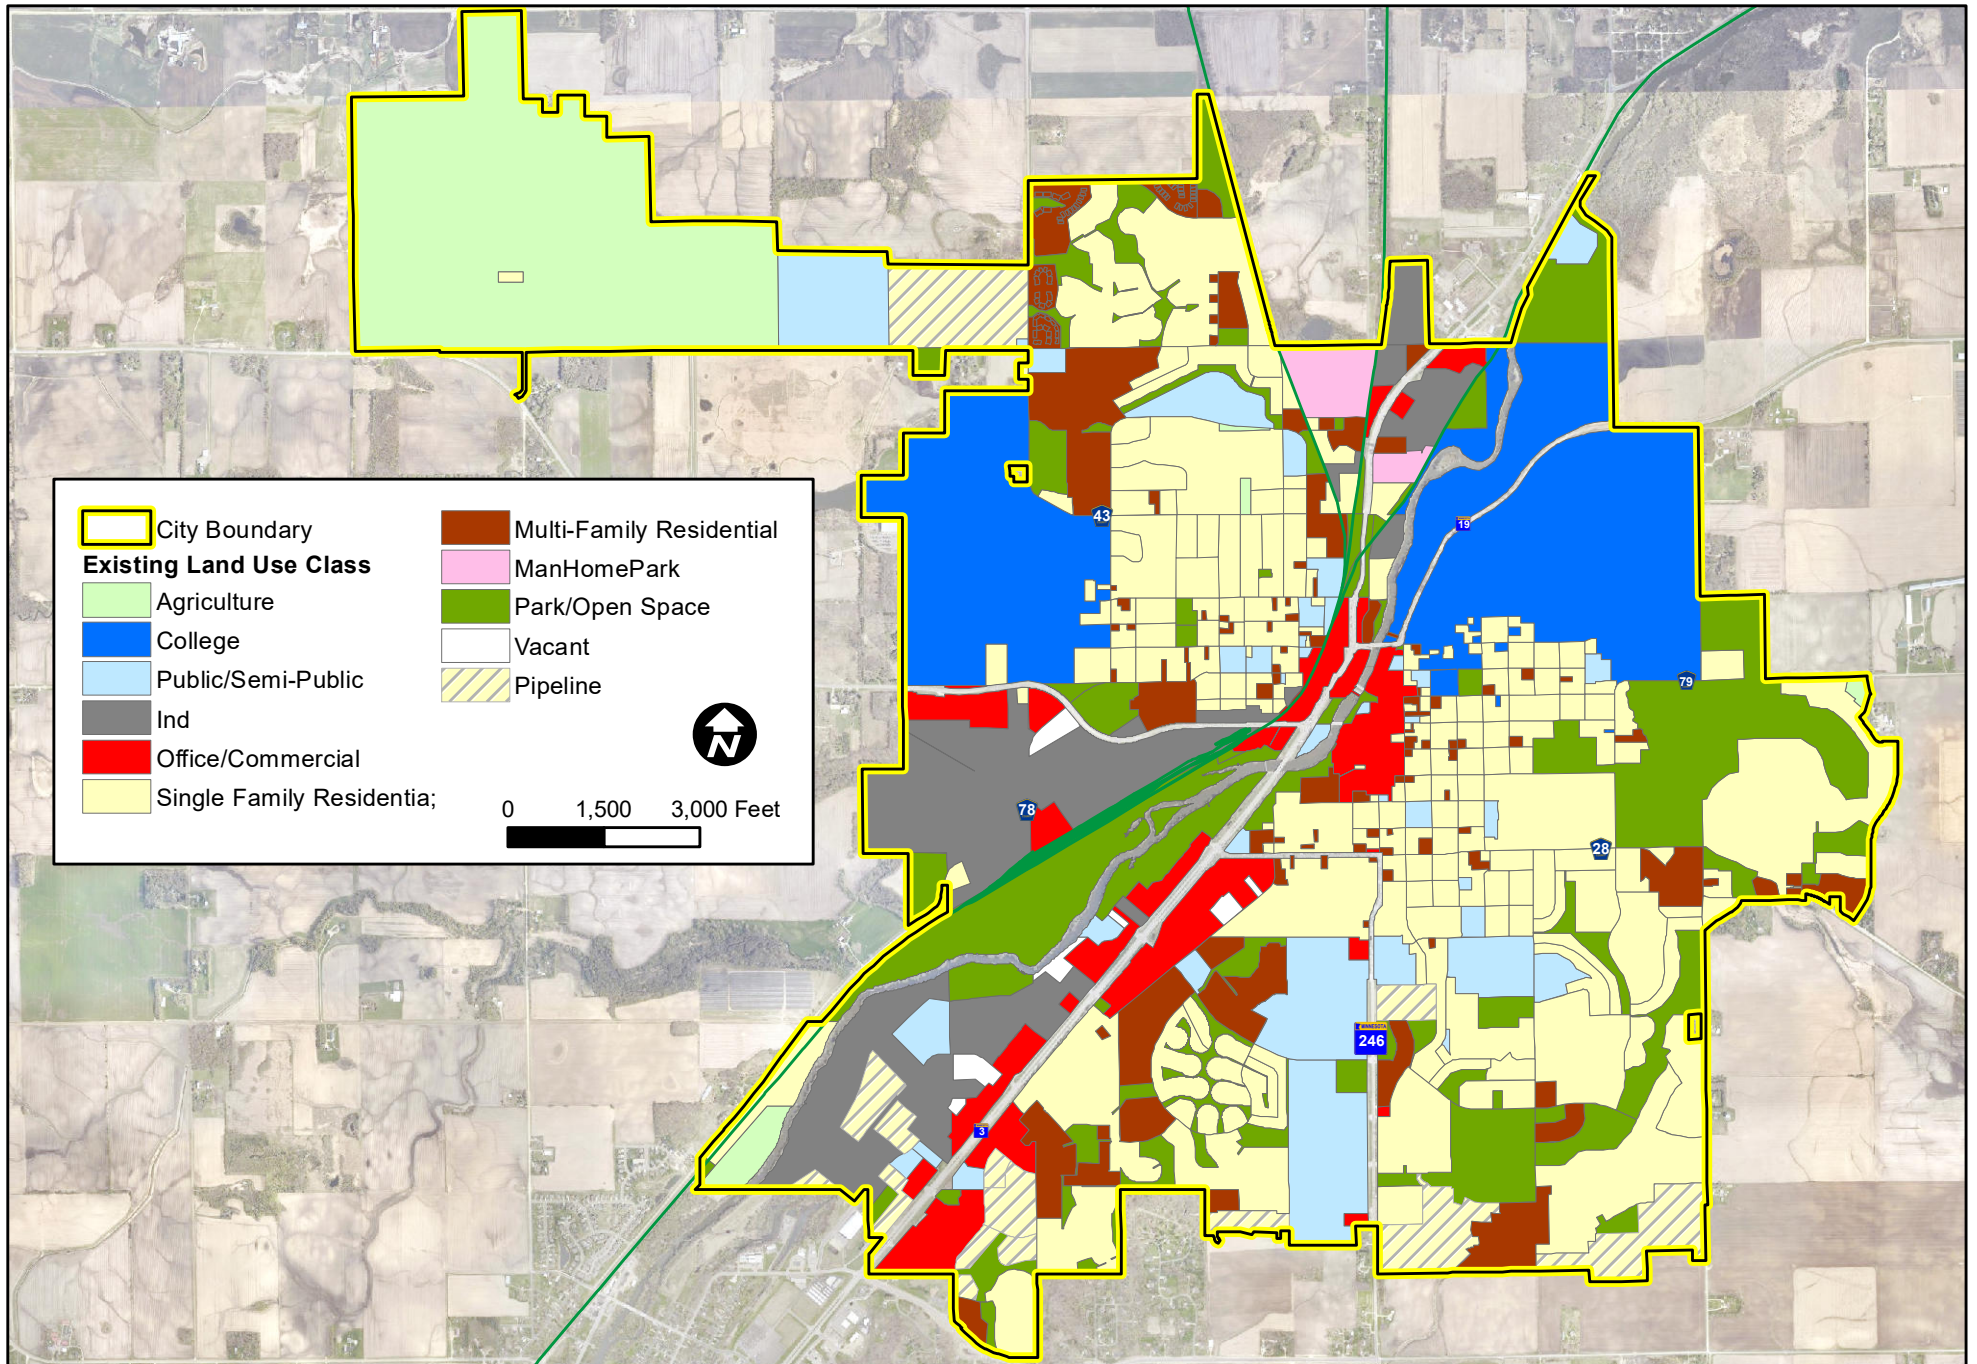 City Boundary
Existing Land Use Class
Agriculture
College
Public/Semi-Public
Ind
Office/Commercial
Single Family Residentia;
Multi-Family Residential
ManHomePark
Park/Open Space
Vacant
Pipeline
N
0 1,500 3,000 Feet
43
19
79
78
28
MINNESOTA
246
3